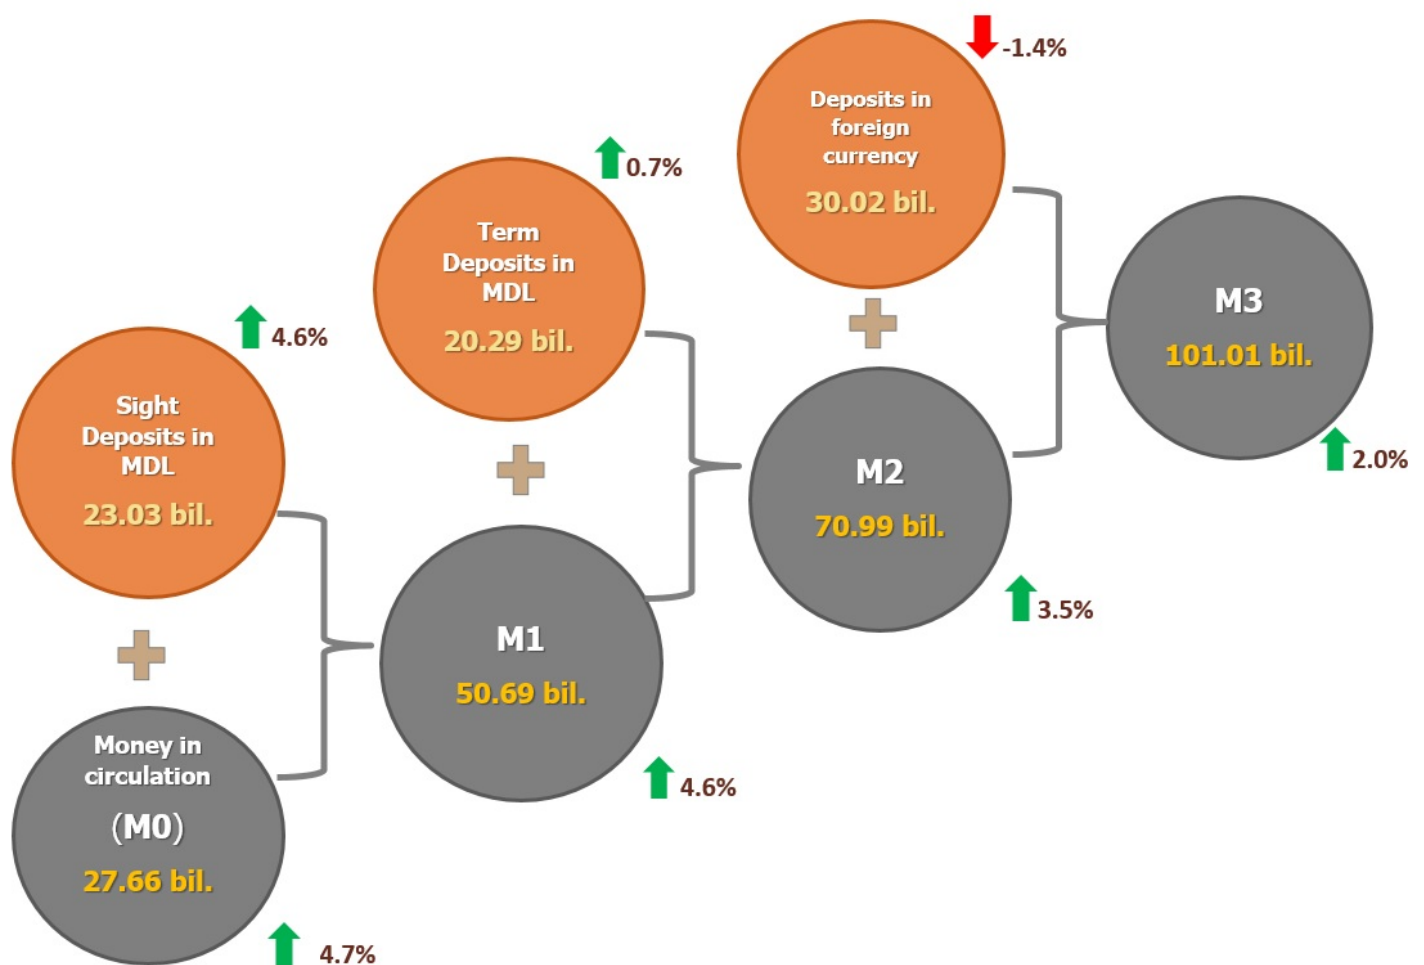 Sight
Deposits in
MDL
23.03 bil.
4.6%
Money in
circulation
(M0)
27.66 bil.
4.7%
Term
Deposits in
MDL
20.29 bil.
0.7%
M1
50.69 bil.
4.6%
Deposits in
foreign
currency
30.02 bil.
-1.4%
M2
70.99 bil.
3.5%
M3
101.01 bil.
2.0%